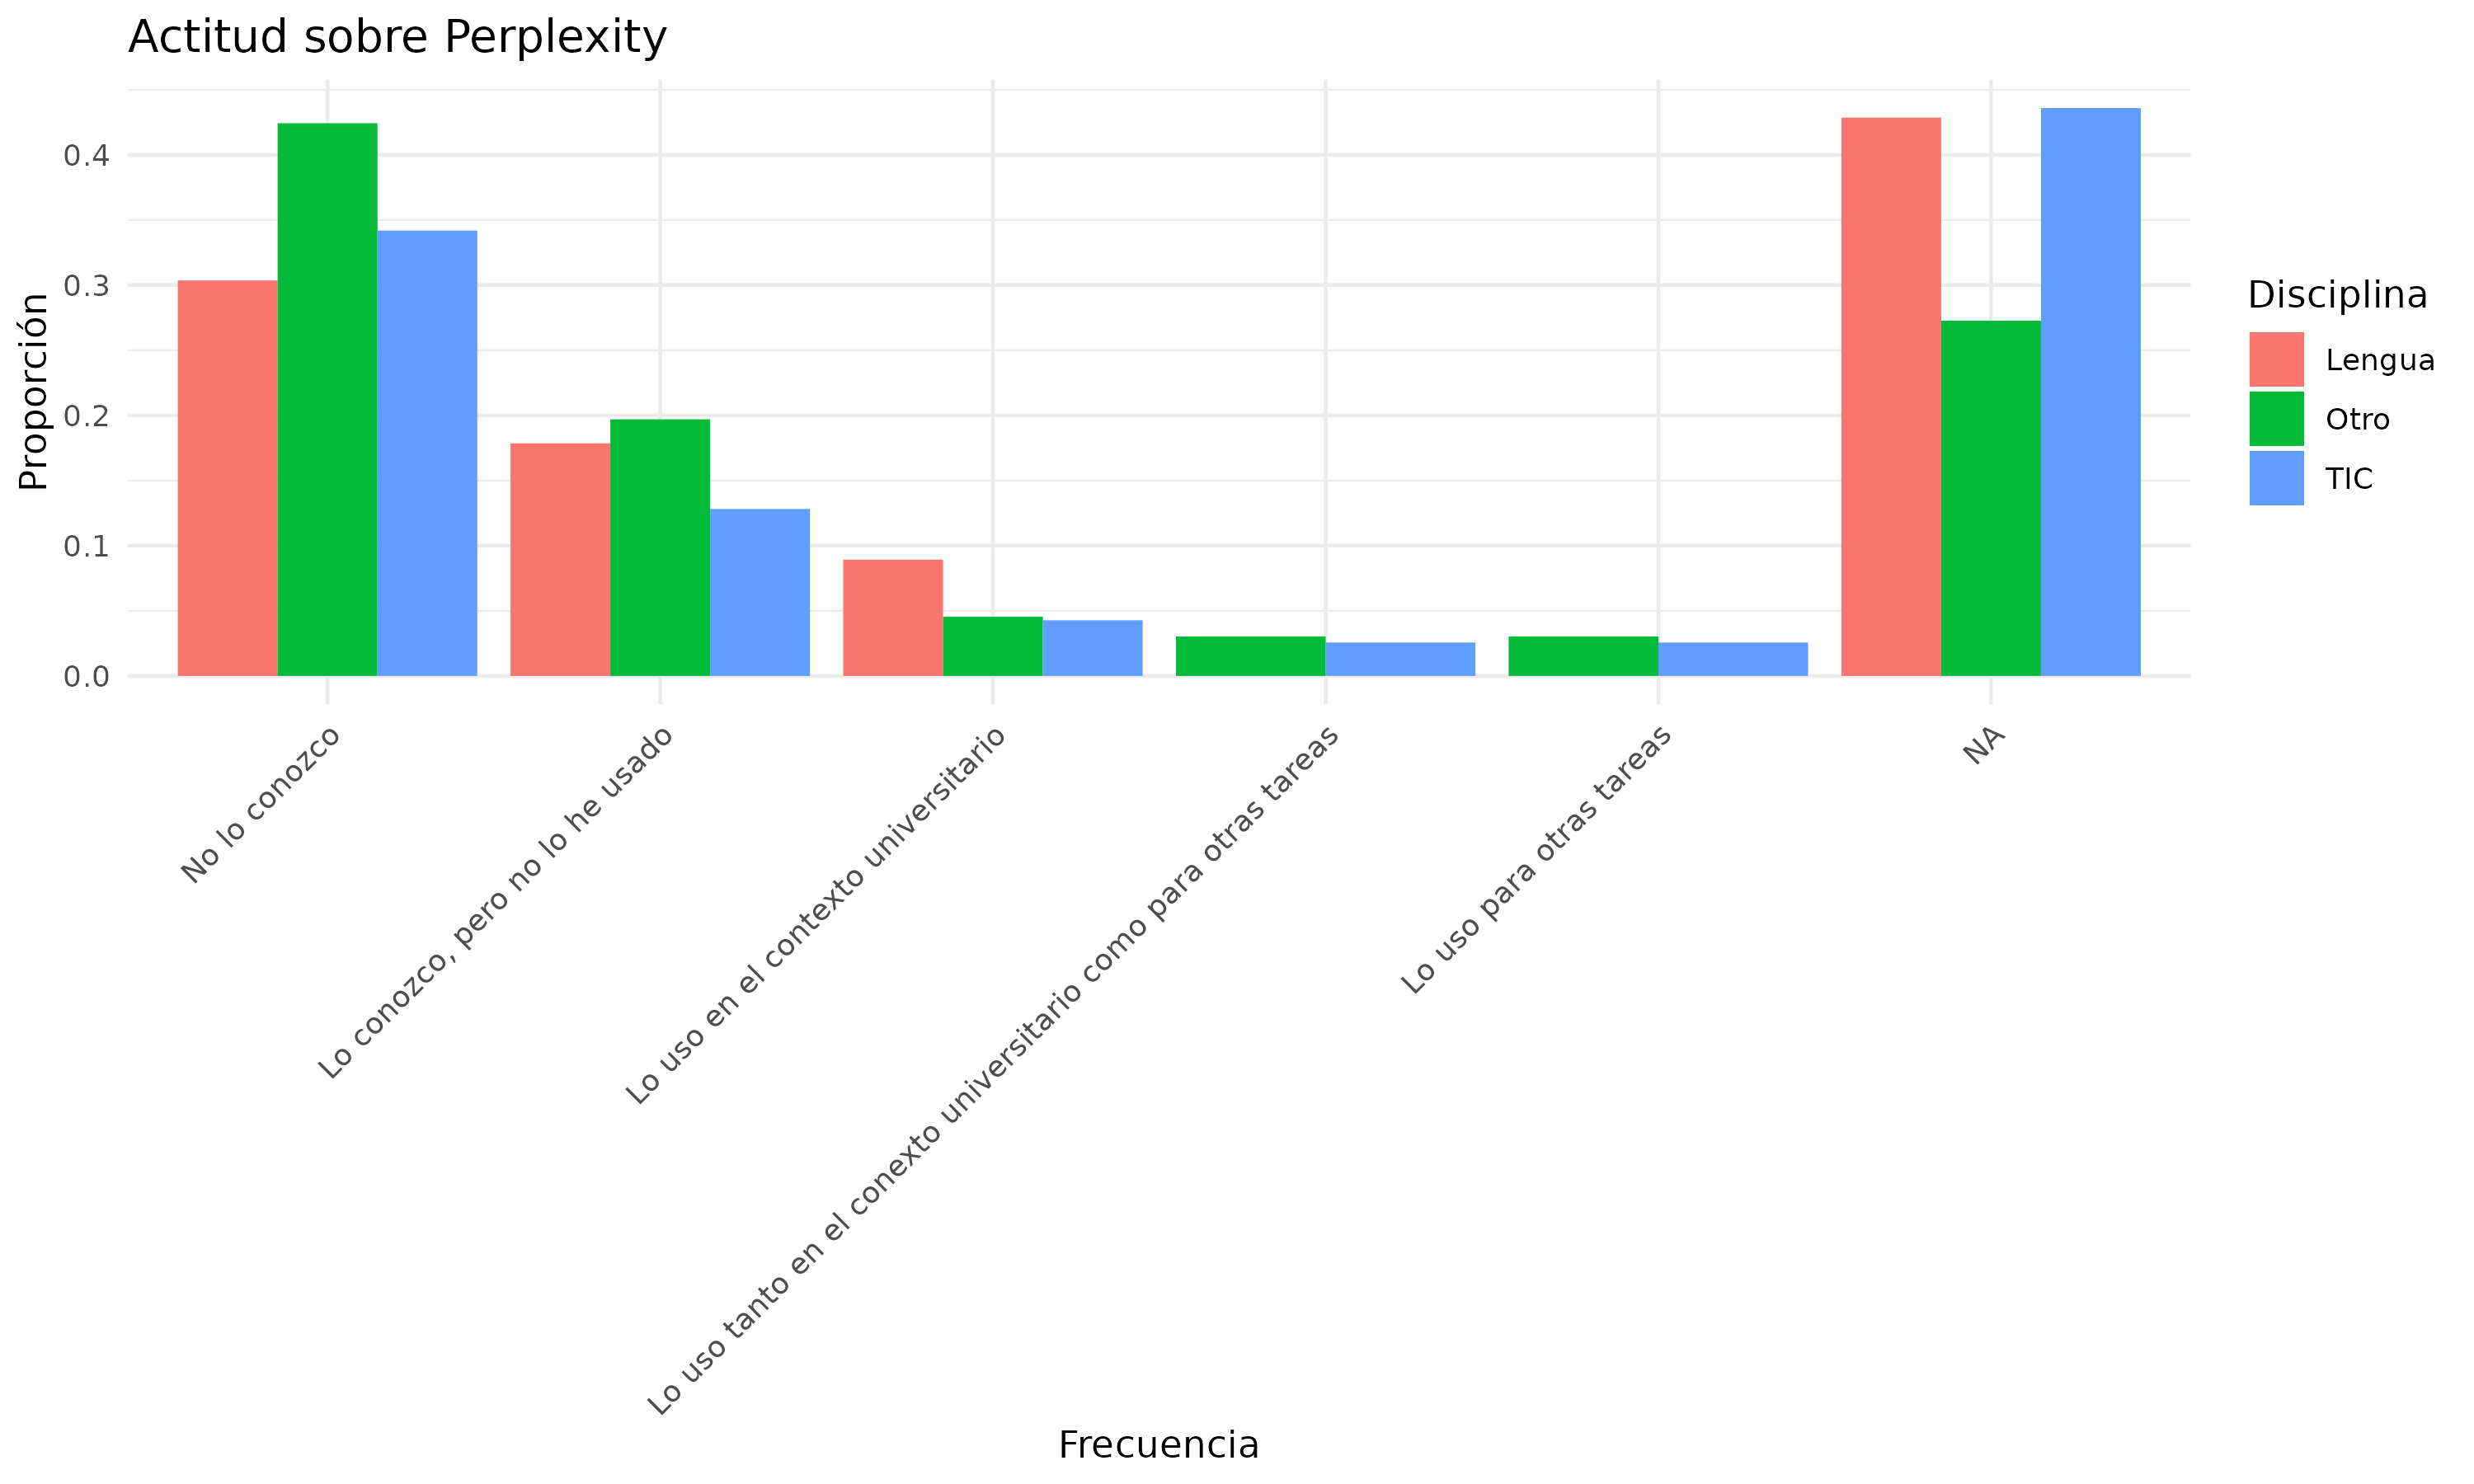 Actitud sobre Perplexity
Proporción
0.4
0.3
0.2
0.1
0.0
No lo conozco
Lo conozco, pero no lo he usado
Lo uso en el contexto universitario
Lo uso tanto en el conexto universitario como para otras tareas
Lo uso para otras tareas
NA
Frecuencia
Disciplina
Lengua
Otro
TIC